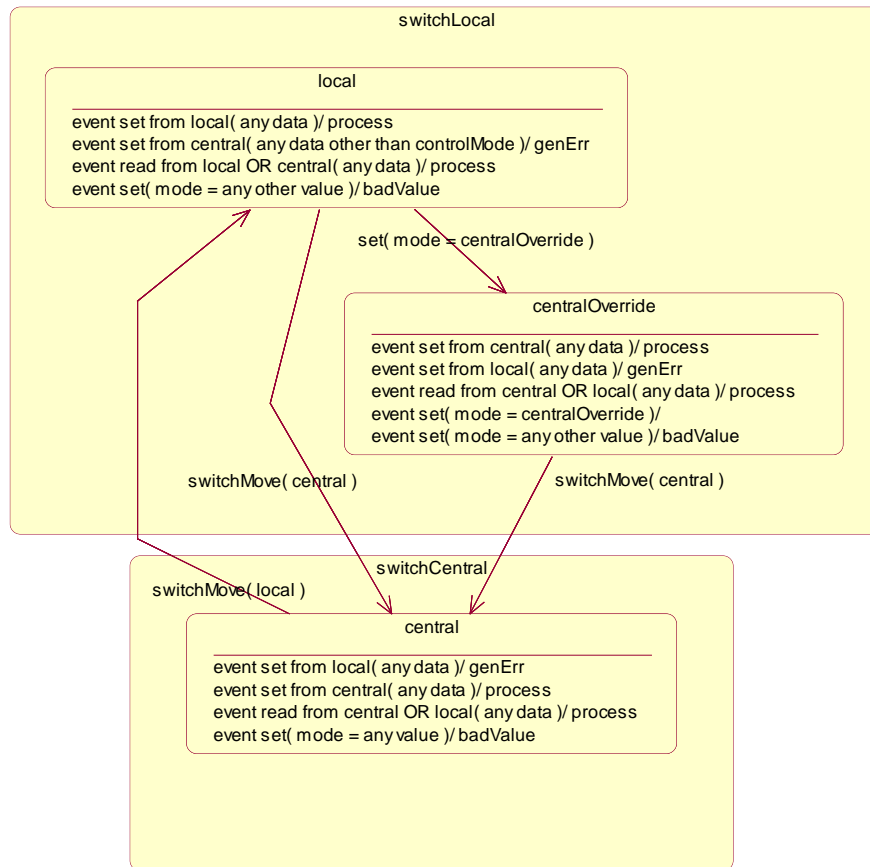 switchLocal
local
event set from local( any data )/ process
event set from central( any data other than controlMode )/ genErr
event read from local OR central( any data )/ process
event set( mode = any other value )/ badValue
set( mode = centralOverride )
centralOverride
event set from central( any data )/ process
event set from local( any data )/ genErr
event read from central OR local( any data )/ process
event set( mode = centralOverride )/
event set( mode = any other value )/ badValue
switchMove( central )
switchMove( central )
switchCentral
switchMove( local )
central
event set from local( any data )/ genErr
event set from central( any data )/ process
event read from central OR local( any data )/ process
event set( mode = any value )/ badValue